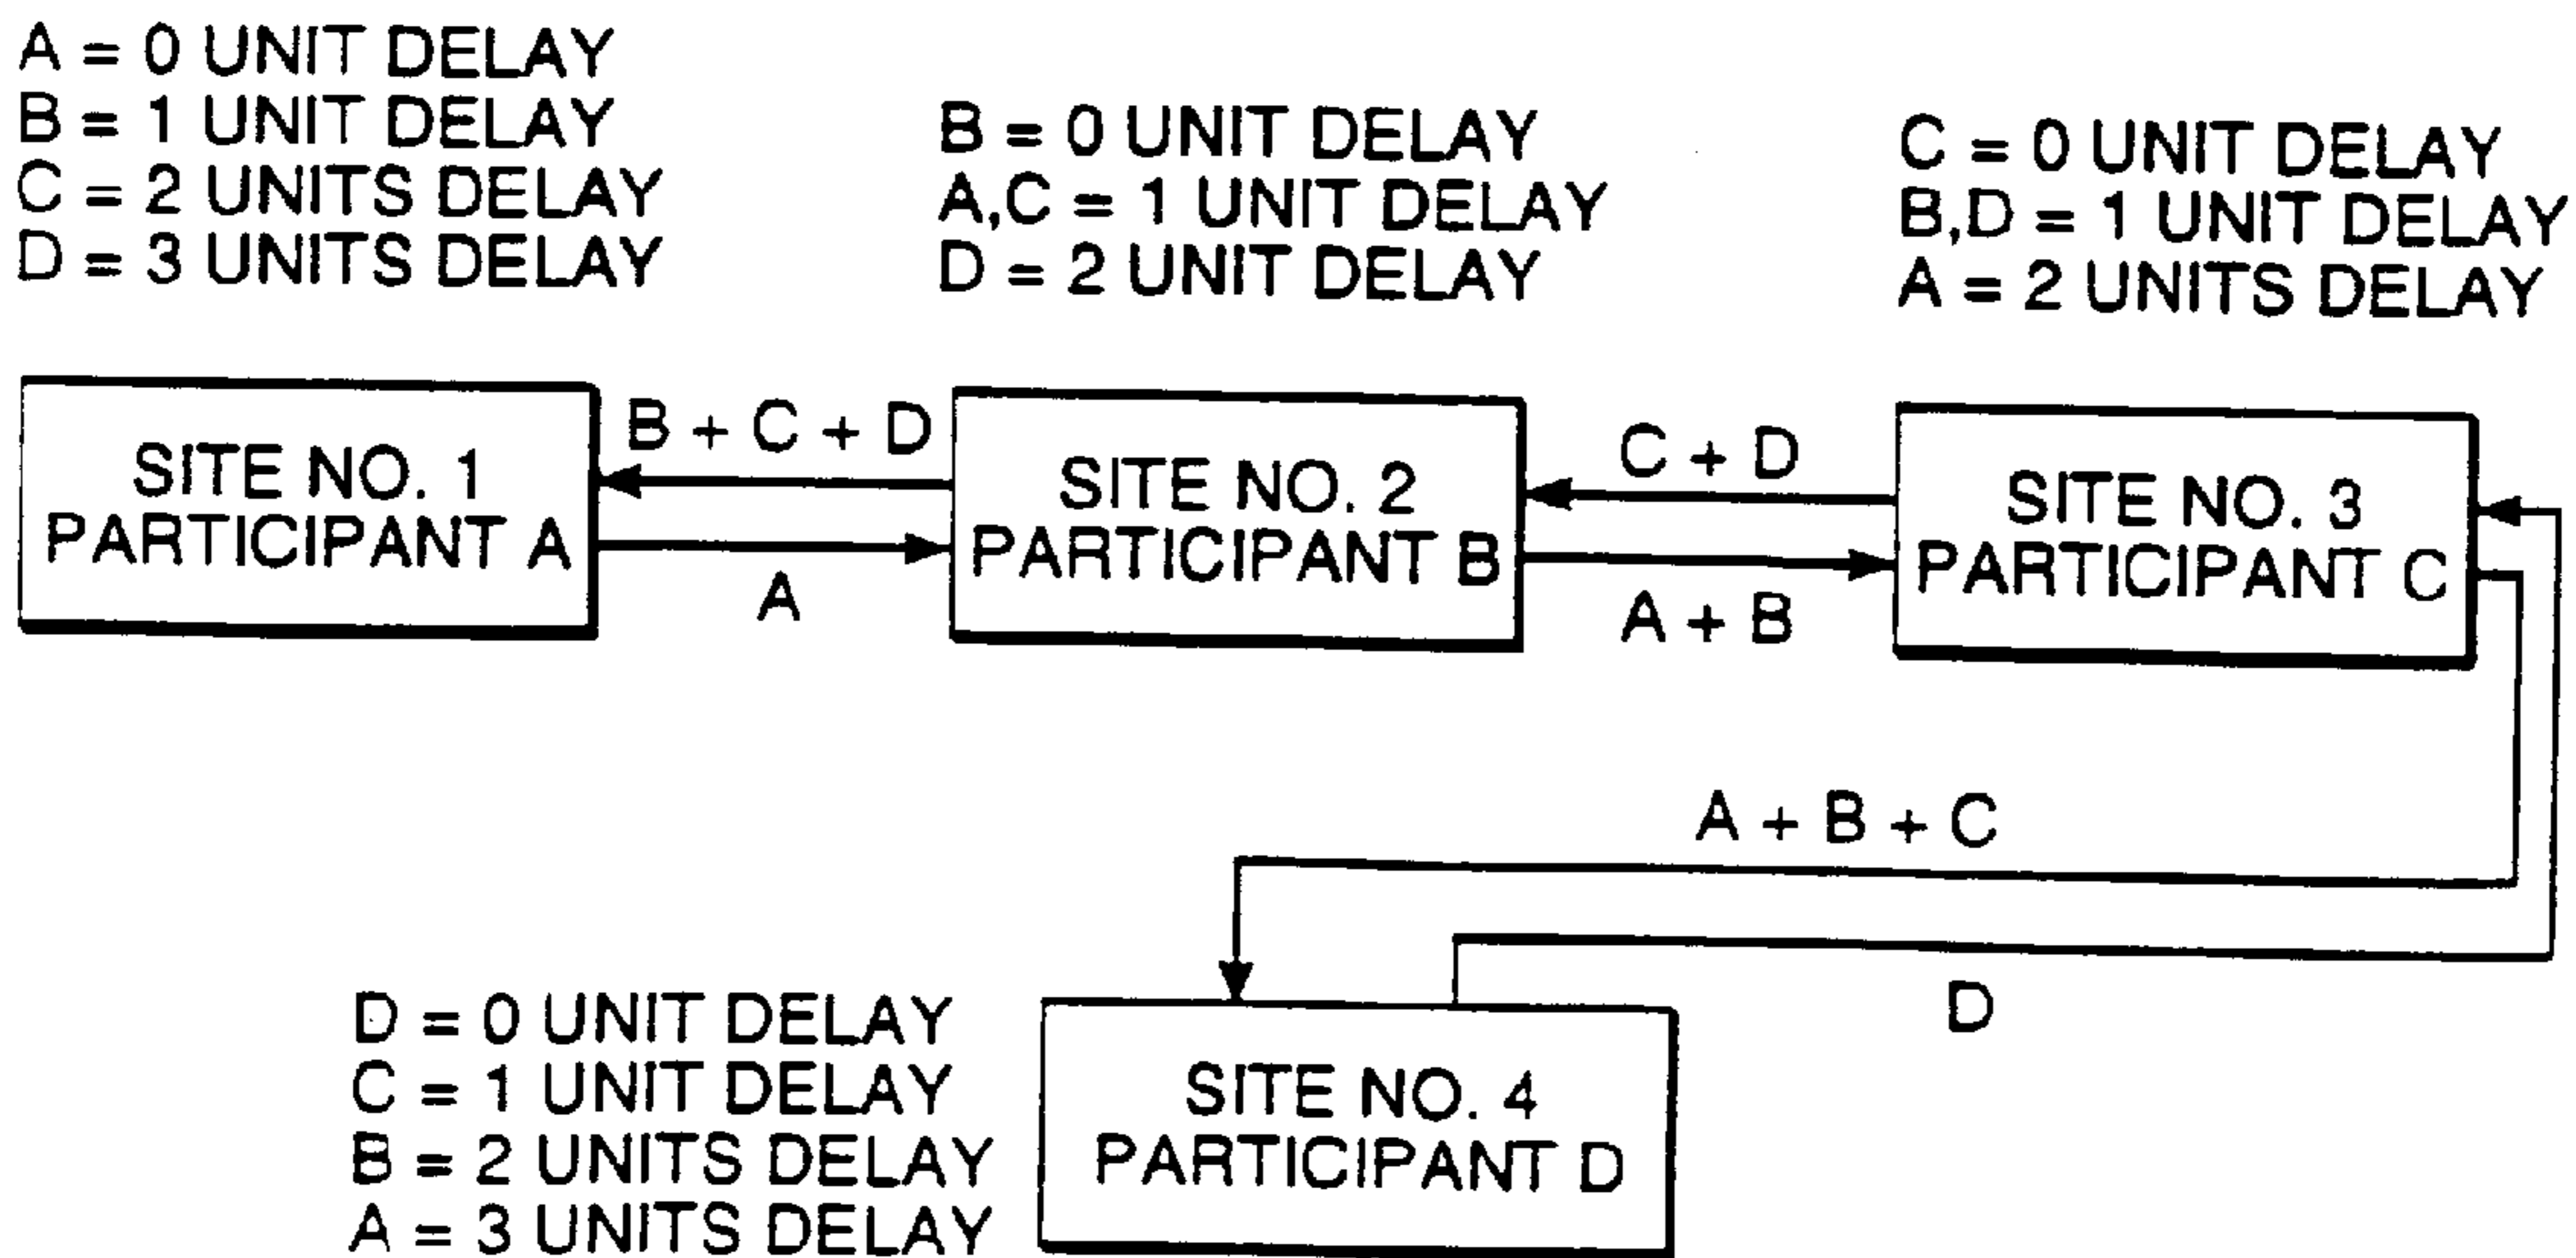 A = 0 UNIT DELAY
B = 1 UNIT DELAY
C = 2 UNITS DELAY
D = 3 UNITS DELAY
B = 0 UNIT DELAY
A,C = 1 UNIT DELAY
D = 2 UNIT DELAY
C = 0 UNIT DELAY
B,D = 1 UNIT DELAY
A = 2 UNITS DELAY
SITE NO. 1
PARTICIPANT A
B + C + D
A
SITE NO. 2
PARTICIPANT B
C + D
A + B
SITE NO. 3
PARTICIPANT C
A + B + C
D
D = 0 UNIT DELAY
C = 1 UNIT DELAY
B = 2 UNITS DELAY
A = 3 UNITS DELAY
SITE NO. 4
PARTICIPANT D